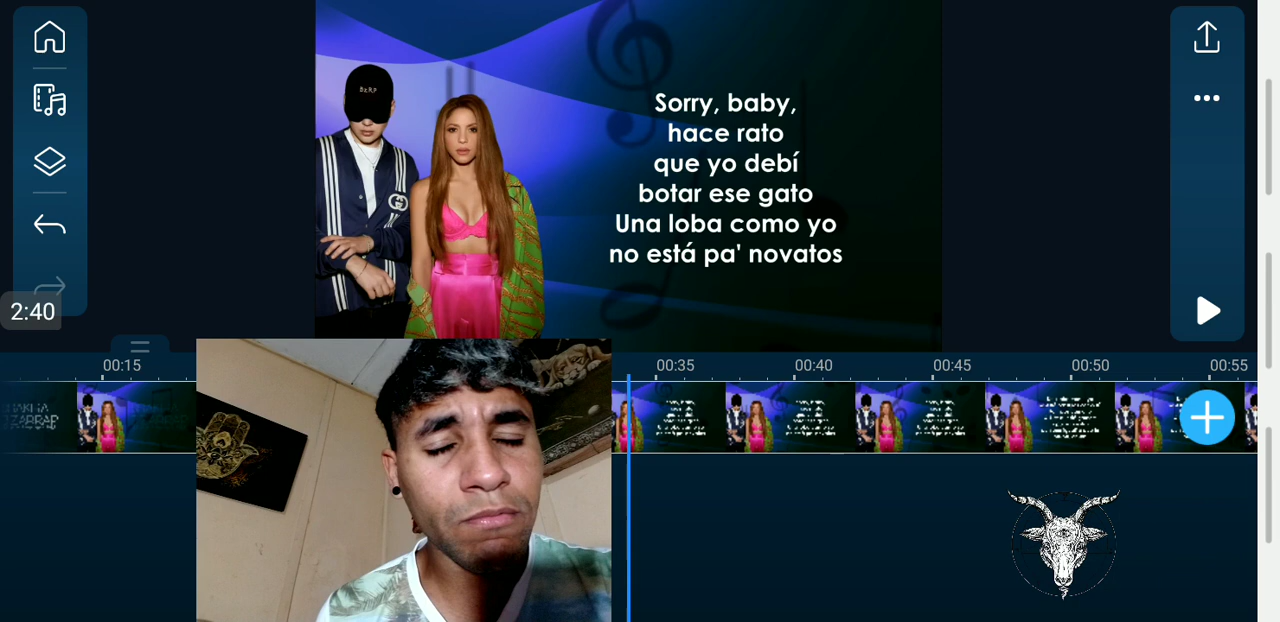 BzRP
Sorry, baby,
hace rato
que yo debí
botar ese gato
Una loba como yo
no está pa' novatos
2:40
00:15
00:35
00:40
00:45
00:50
00:55